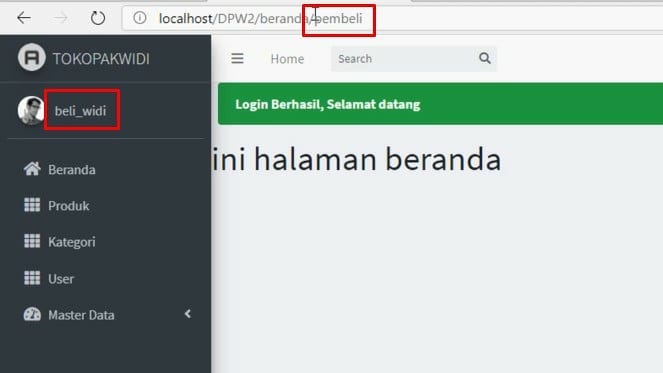 localhost/DPW2/beranda/pembeli
TOKOPAKWIDI
Home
Search
beli_widi
Login Berhasil, Selamat datang
ini halaman beranda
Beranda
Produk
Kategori
User
Master Data